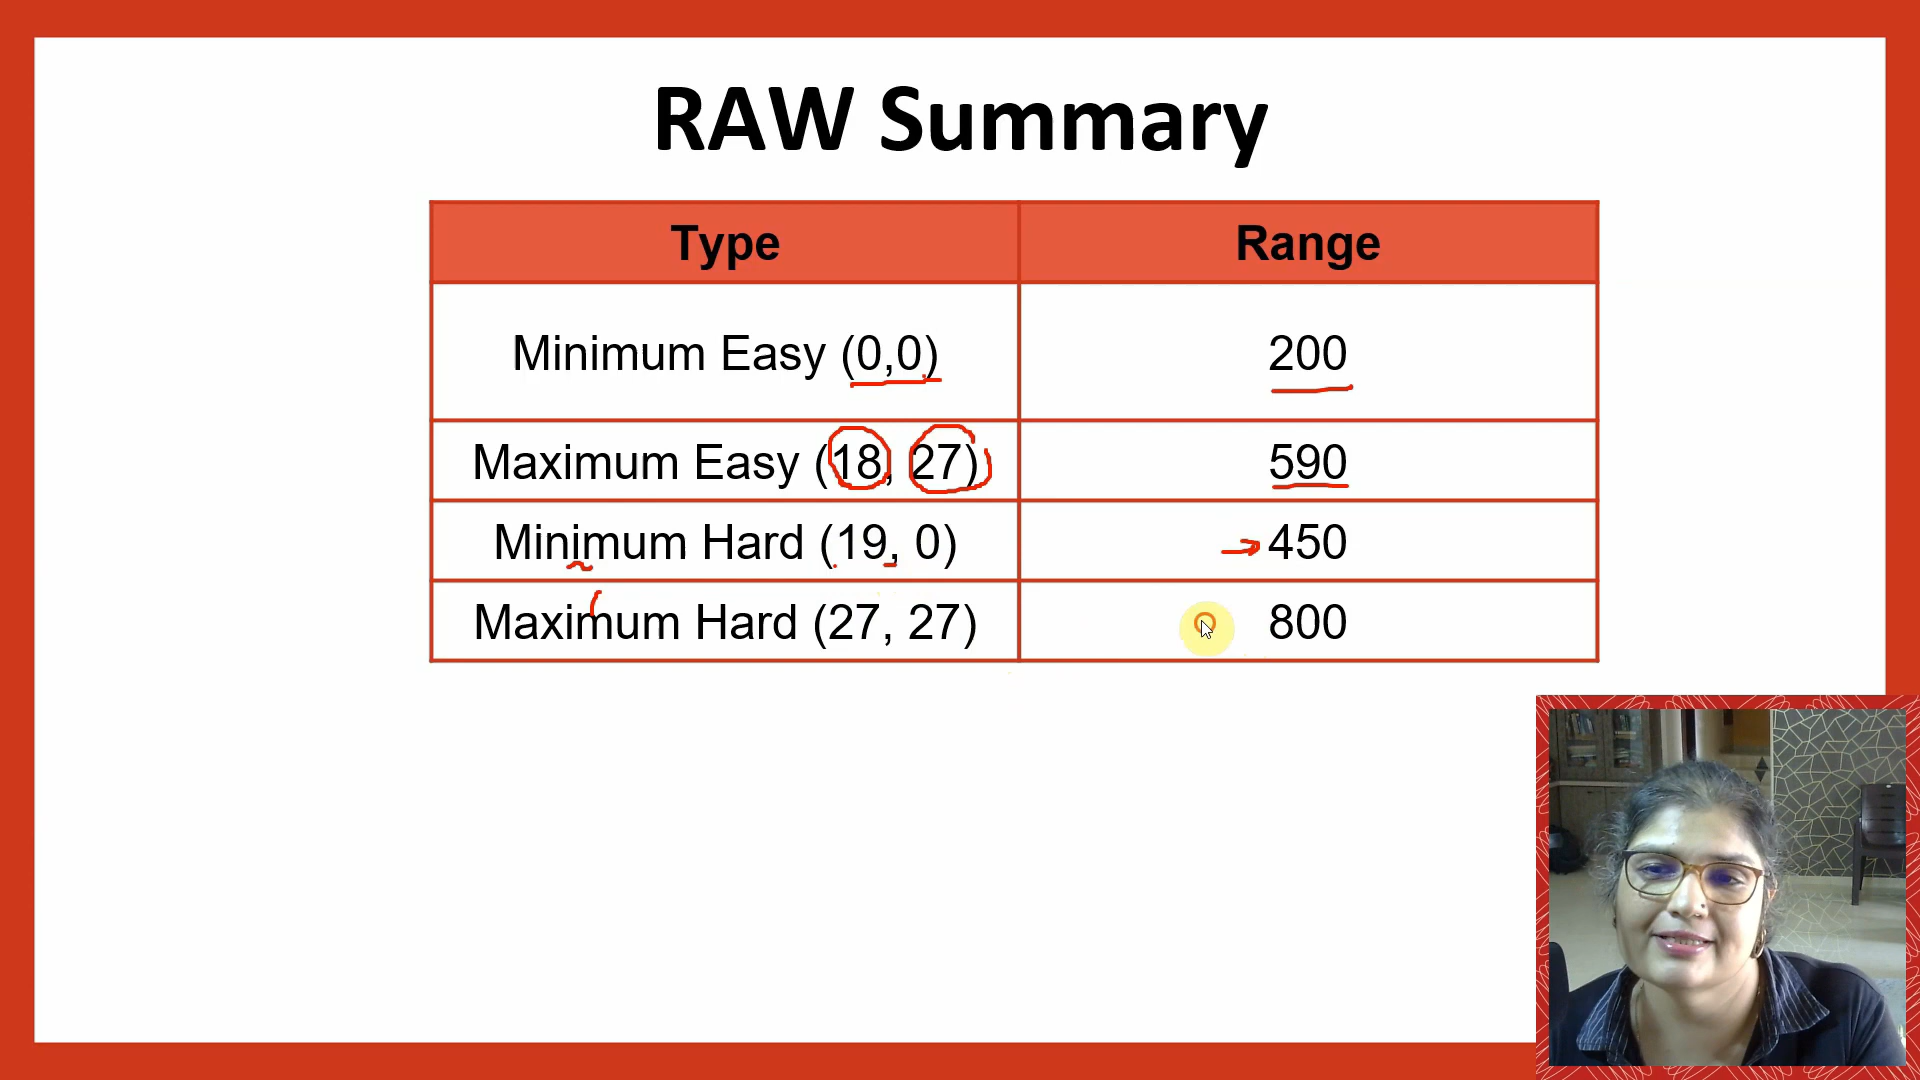 RAW Summary
Type Range
Minimum Easy (0,0) 200
Maximum Easy (18, 27) 590
Minimum Hard (19, 0) 450
Maximum Hard (27, 27) 800